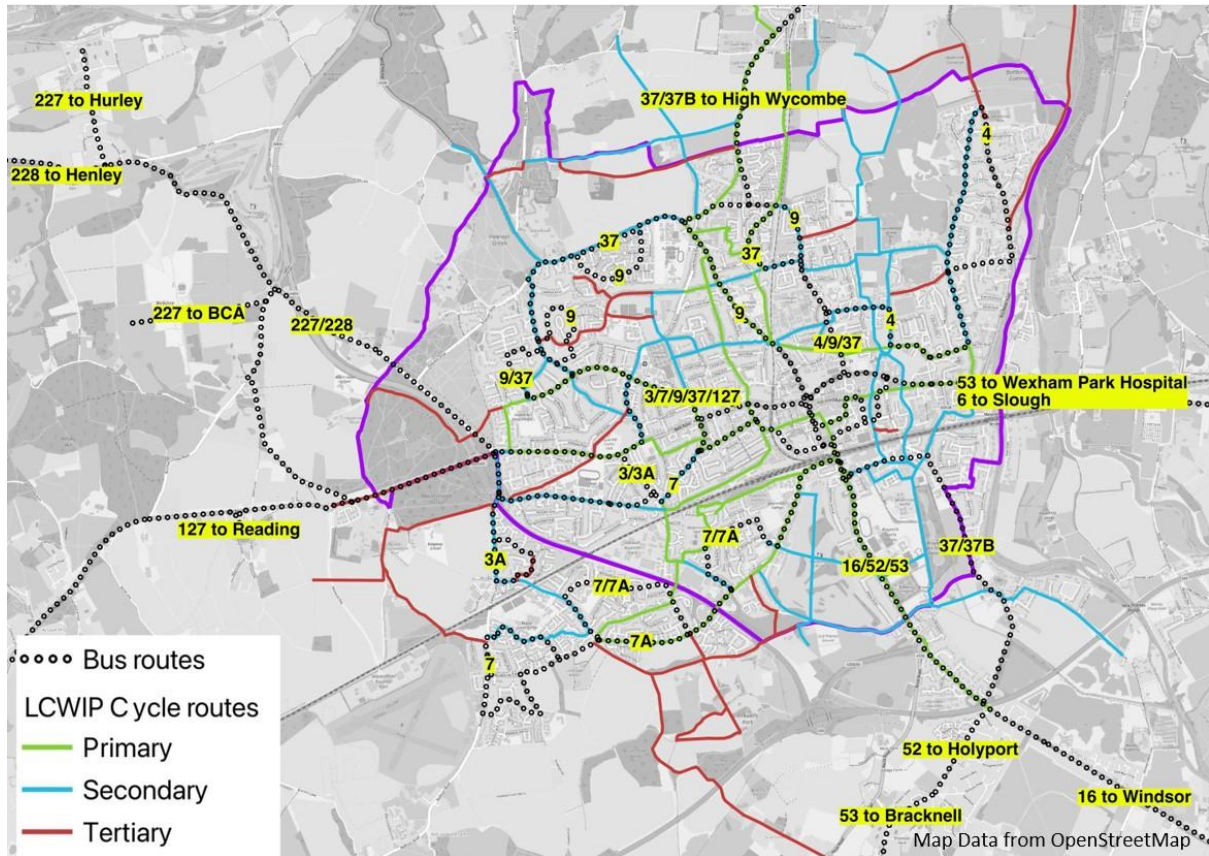 227 to Hurley
37/37B to High Wycombe
4
228 to Henley
9
37
37
9
227 to BCA
227/228
9
9
4
4/9/37
9/37
3/7/9/37/127
53 to Wexham Park Hospital
6 to Slough
3/3A
7
127 to Reading
7/7A
37/37B
3A
16/52/53
7/7A
7A
7
Bus routes
LCWIP Cycle routes
Primary
Secondary
Tertiary
52 to Holyport
16 to Windsor
53 to Bracknell
Map Data from OpenStreetMap